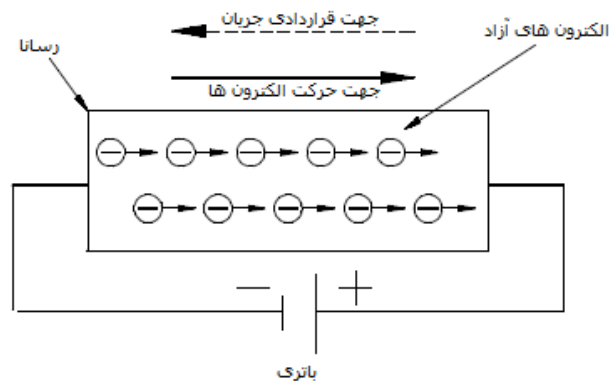 جهت قراردادی جریان
الکترون های آزاد
رسانا
جهت حرکت الکترون ها
− +
باتری